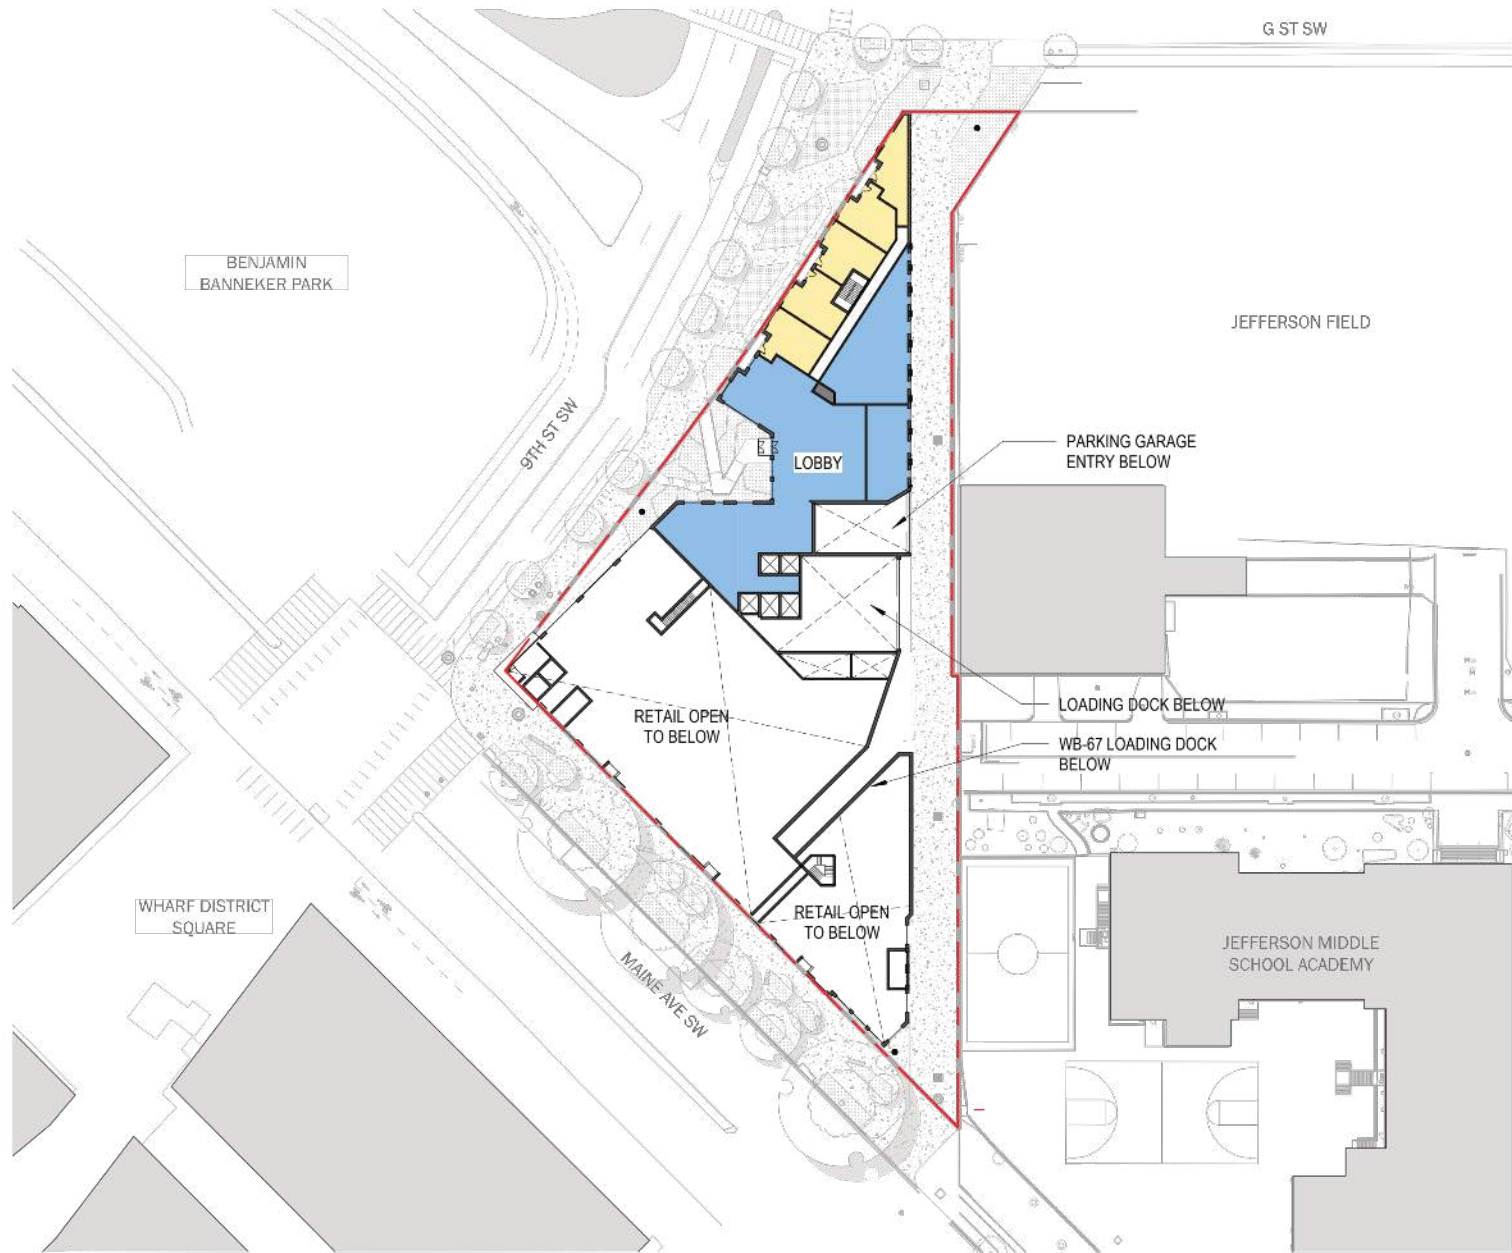 G ST SW
BENJAMIN
BANNEKER PARK
JEFFERSON FIELD
9TH ST SW
PARKING GARAGE
ENTRY BELOW
LOBBY
LOADING DOCK BELOW
RETAIL OPEN
TO BELOW
WB-67 LOADING DOCK
BELOW
WHARF DISTRICT
SQUARE
RETAIL OPEN
TO BELOW
JEFFERSON MIDDLE
SCHOOL ACADEMY
MAINE AVE SW